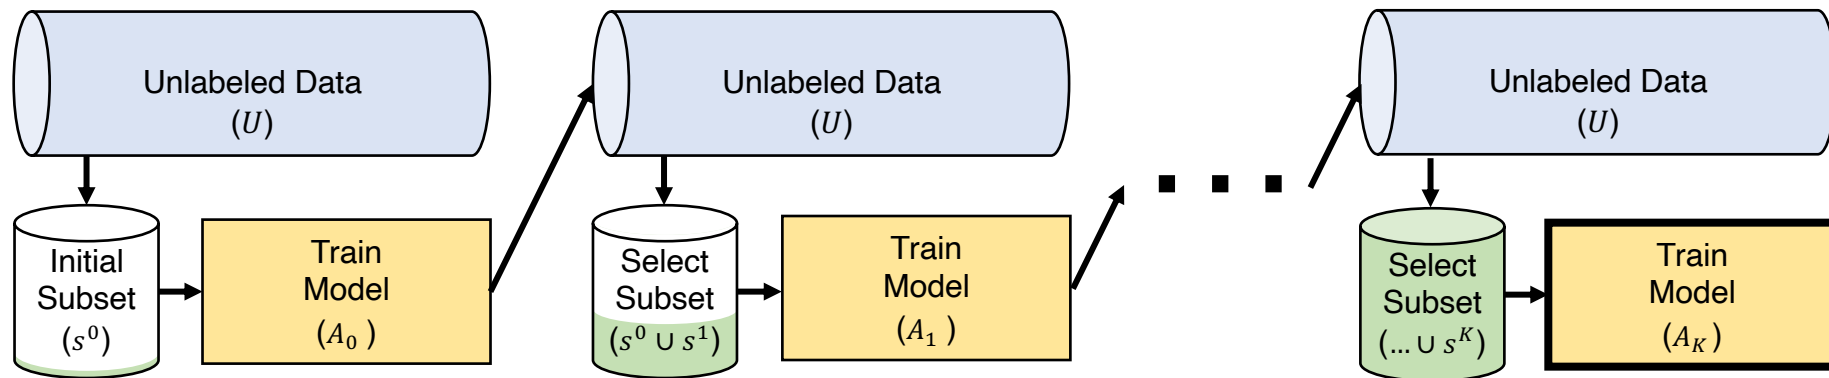 Unlabeled Data
(U)
Initial
Subset
(s⁰)
Train
Model
(A₀ )
Unlabeled Data
(U)
Select
Subset
(s⁰ ∪ s¹)
Train
Model
(A₁ )
Unlabeled Data
(U)
Select
Subset
(... ∪ sᴷ)
Train
Model
(A_K )